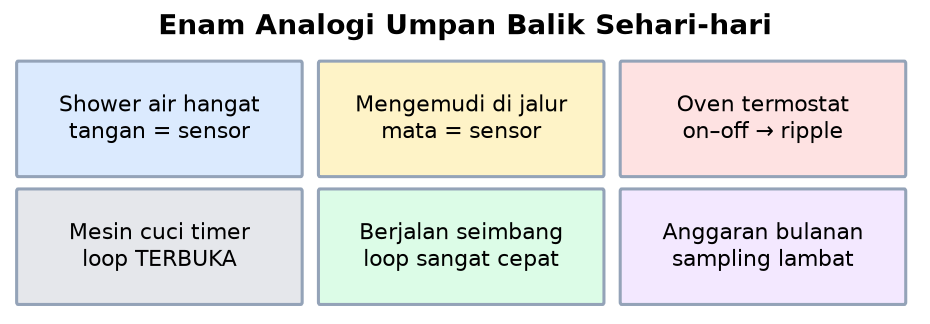 Enam Analogi Umpan Balik Sehari-hari
Shower air hangat
tangan = sensor
Mengemudi di jalur
mata = sensor
Oven termostat
on–off → ripple
Mesin cuci timer
loop TERBUKA
Berjalan seimbang
loop sangat cepat
Anggaran bulanan
sampling lambat